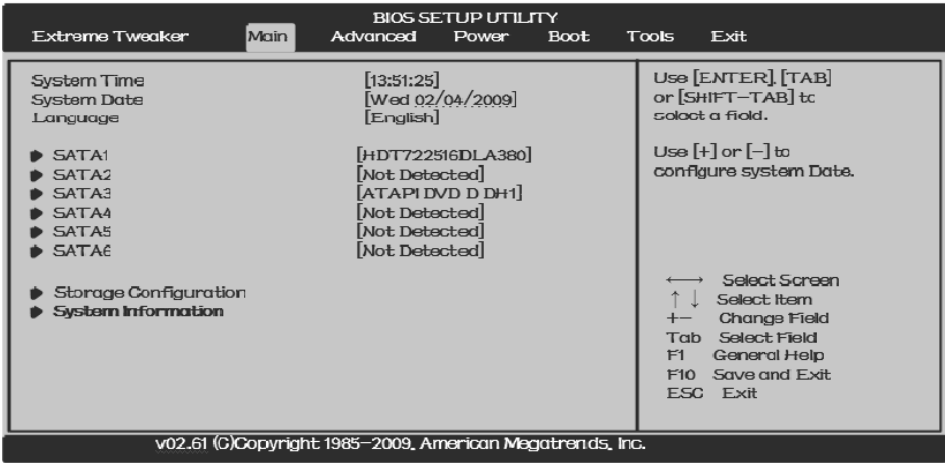 BIOS SETUP UTILITY
Extreme Tweaker Main Advanced Power Boot Tools Exit
System Time [13:51:25]
System Date [Wed 02/04/2009]
Language [English]
SATA1 [HDT722516DLA380]
SATA2 [Not Detected]
SATA3 [ATAPI DVD D DH1]
SATA4 [Not Detected]
SATA5 [Not Detected]
SATA6 [Not Detected]
Storage Configuration
System Information
Use [ENTER], [TAB]
or [SHIFT-TAB] to
select a field.
Use [+] or [-] to
configure system Date.
←→ Select Screen
↑↓ Select Item
+- Change Field
Tab Select Field
F1 General Help
F10 Save and Exit
ESC Exit
v02.61 (C)Copyright 1985-2009, American Megatrends, Inc.